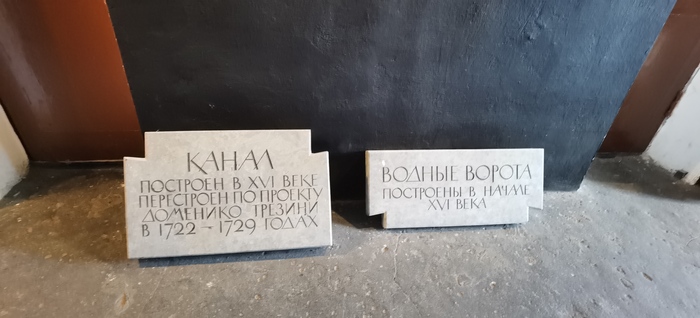 КАНАЛ
ПОСТРОЕН В XVI ВЕКЕ
ПЕРЕСТРОЕН ПО ПРОЕКТУ
ДОМЕНИКО ТРЕЗИНИ
В 1722 – 1729 ГОДАХ
ВОДНЫЕ ВОРОТА
ПОСТРОЕНЫ В НАЧАЛЕ
XVI ВЕКА